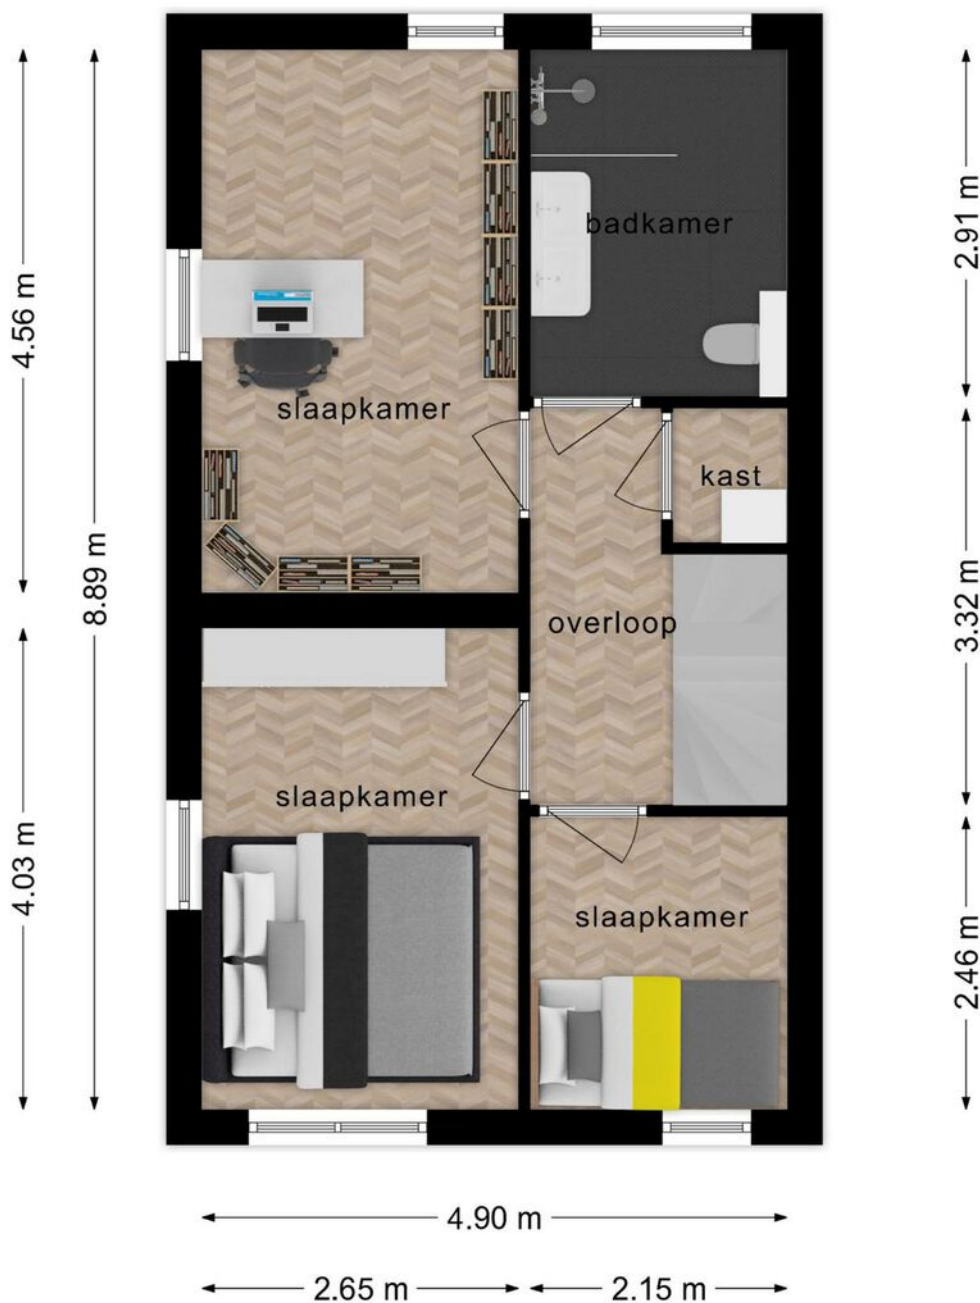 badkamer
2.91 m
4.56 m
slaapkamer
kast
8.89 m
overloop
3.32 m
slaapkamer
4.03 m
slaapkamer
2.46 m
4.90 m
2.65 m
2.15 m